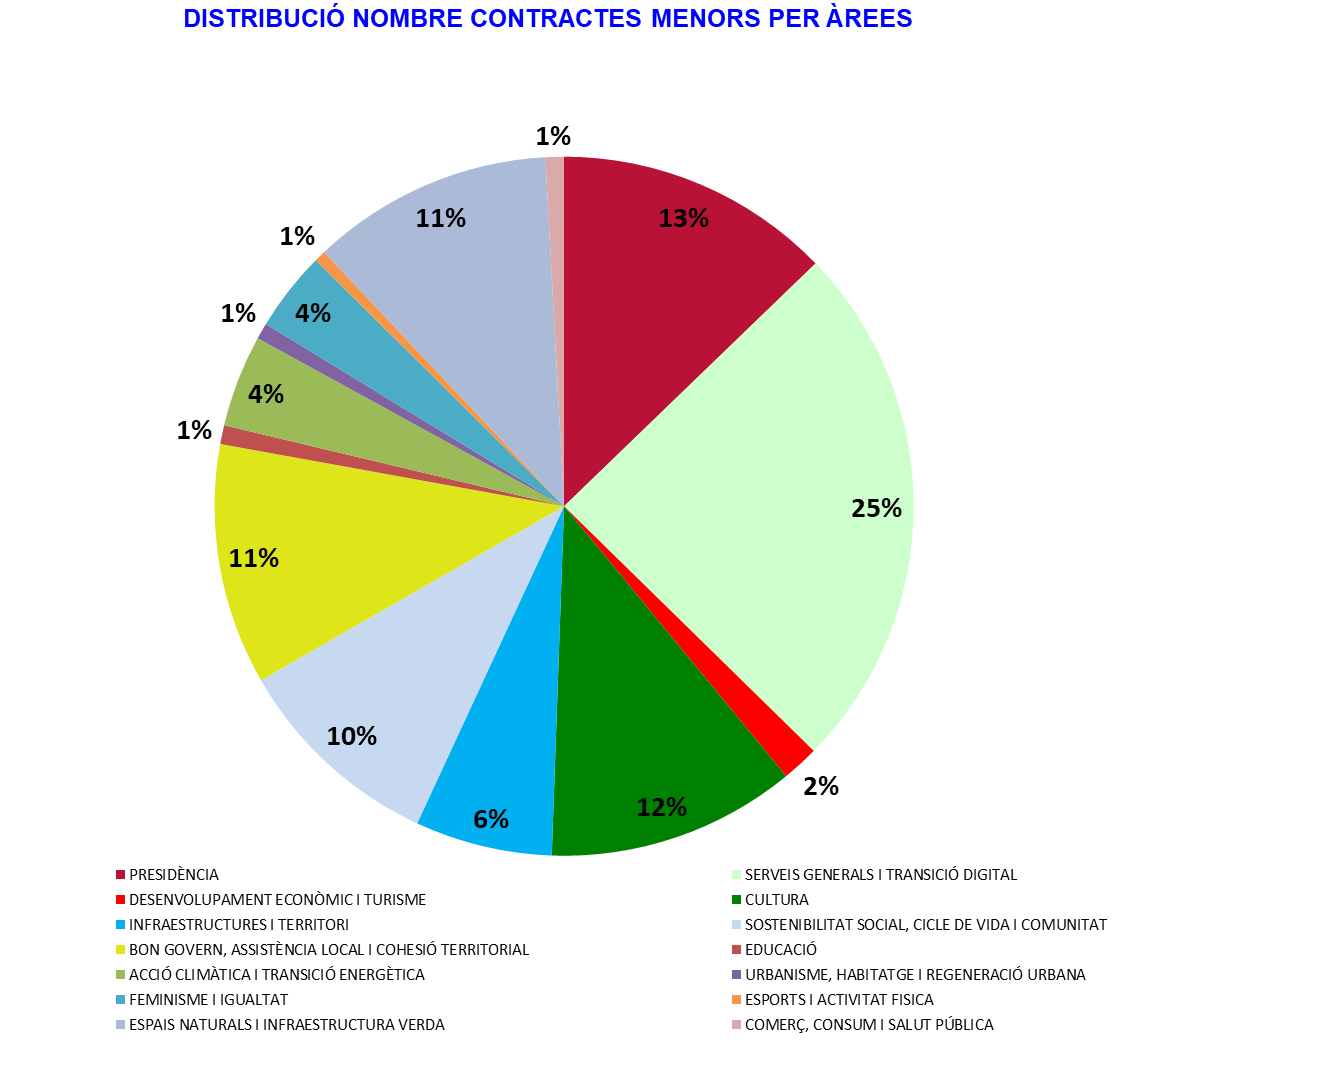 DISTRIBUCIÓ NOMBRE CONTRACTES MENORS PER ÀREES
1%
11%
13%
1%
1%
4%
4%
1%
25%
11%
10%
2%
12%
6%
PRESIDÈNCIA
SERVEIS GENERALS I TRANSICIÓ DIGITAL
DESENVOLUPAMENT ECONÒMIC I TURISME
CULTURA
INFRAESTRUCTURES I TERRITORI
SOSTENIBILITAT SOCIAL, CICLE DE VIDA I COMUNITAT
BON GOVERN, ASSISTÈNCIA LOCAL I COHESIÓ TERRITORIAL
EDUCACIÓ
ACCIÓ CLIMÀTICA I TRANSICIÓ ENERGÈTICA
URBANISME, HABITATGE I REGENERACIÓ URBANA
FEMINISME I IGUALTAT
ESPORTS I ACTIVITAT FISICA
ESPAIS NATURALS I INFRAESTRUCTURA VERDA
COMERÇ, CONSUM I SALUT PÚBLICA